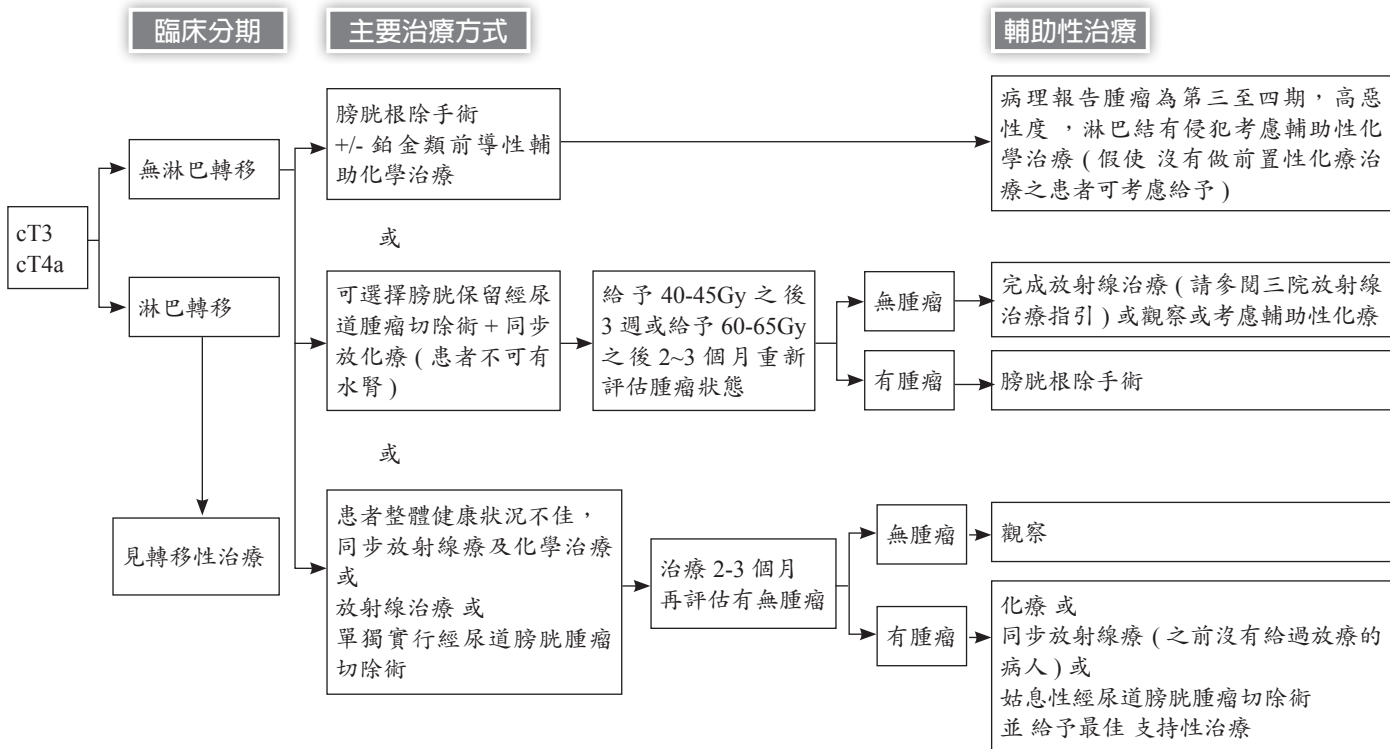 臨床分期
主要治療方式
輔助性治療
cT3
cT4a
無淋巴轉移
淋巴轉移
見轉移性治療
膀胱根除手術
+/- 鉑金類前導性輔
助化學治療
病理報告腫瘤為第三至四期，高惡
性度 ，淋巴結有侵犯考慮輔助性化
學治療 ( 假使 沒有做前置性化療治
療之患者可考慮給予 )
或
可選擇膀胱保留經尿
道腫瘤切除術 + 同步
放化療 ( 患者不可有
水腎 )
給予 40-45Gy 之後
3 週或給予 60-65Gy
之後 2~3 個月重新
評估腫瘤狀態
無腫瘤
完成放射線治療 ( 請參閱三院放射線
治療指引 ) 或觀察或考慮輔助性化療
有腫瘤
膀胱根除手術
或
患者整體健康狀況不佳，
同步放射線療及化學治療
或
放射線治療 或
單獨實行經尿道膀胱腫瘤
切除術
治療 2-3 個月
再評估有無腫瘤
無腫瘤
觀察
有腫瘤
化療 或
同步放射線療 ( 之前沒有給過放療的
病人 ) 或
姑息性經尿道膀胱腫瘤切除術
並 給予最佳 支持性治療